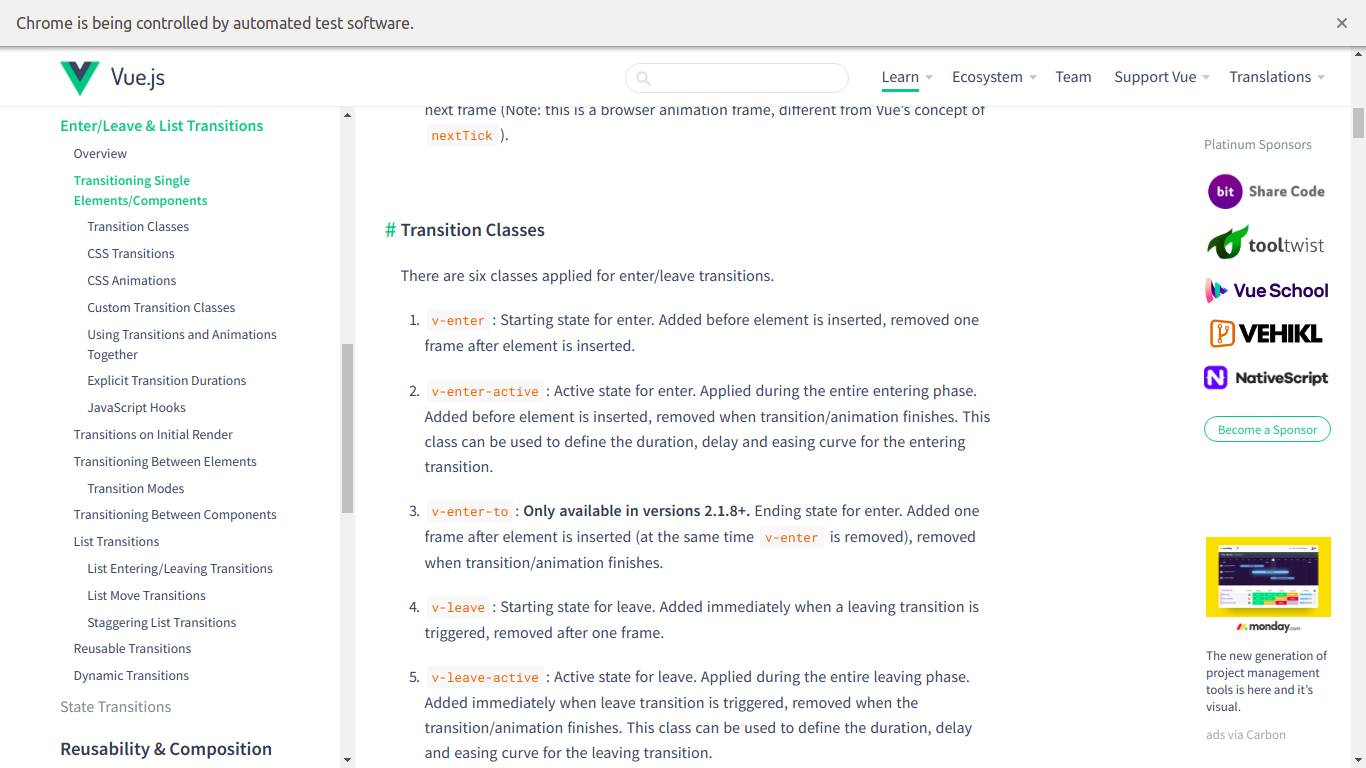 Chrome is being controlled by automated test software.
Vue.js
Learn
Ecosystem
Team
Support Vue
Translations
Enter/Leave & List Transitions
Overview
Transitioning Single
Elements/Components
Transition Classes
CSS Transitions
CSS Animations
Custom Transition Classes
Using Transitions and Animations
Together
Explicit Transition Durations
JavaScript Hooks
Transitions on Initial Render
Transitioning Between Elements
Transition Modes
Transitioning Between Components
List Transitions
List Entering/Leaving Transitions
List Move Transitions
Staggering List Transitions
Reusable Transitions
Dynamic Transitions
State Transitions
Reusability & Composition
next frame (Note: this is a browser animation frame, different from Vue's concept of
nextTick ).
# Transition Classes
There are six classes applied for enter/leave transitions.
1. v-enter : Starting state for enter. Added before element is inserted, removed one
frame after element is inserted.
2. v-enter-active : Active state for enter. Applied during the entire entering phase.
Added before element is inserted, removed when transition/animation finishes. This
class can be used to define the duration, delay and easing curve for the entering
transition.
3. v-enter-to : Only available in versions 2.1.8+. Ending state for enter. Added one
frame after element is inserted (at the same time v-enter is removed), removed
when transition/animation finishes.
4. v-leave : Starting state for leave. Added immediately when a leaving transition is
triggered, removed after one frame.
5. v-leave-active : Active state for leave. Applied during the entire leaving phase.
Added immediately when leave transition is triggered, removed when the
transition/animation finishes. This class can be used to define the duration, delay
and easing curve for the leaving transition.
Platinum Sponsors
bit Share Code
tooltwist
Vue School
VEHIKL
NativeScript
Become a Sponsor
monday.com
The new generation of
project management
tools is here and it's
visual.
ads via Carbon